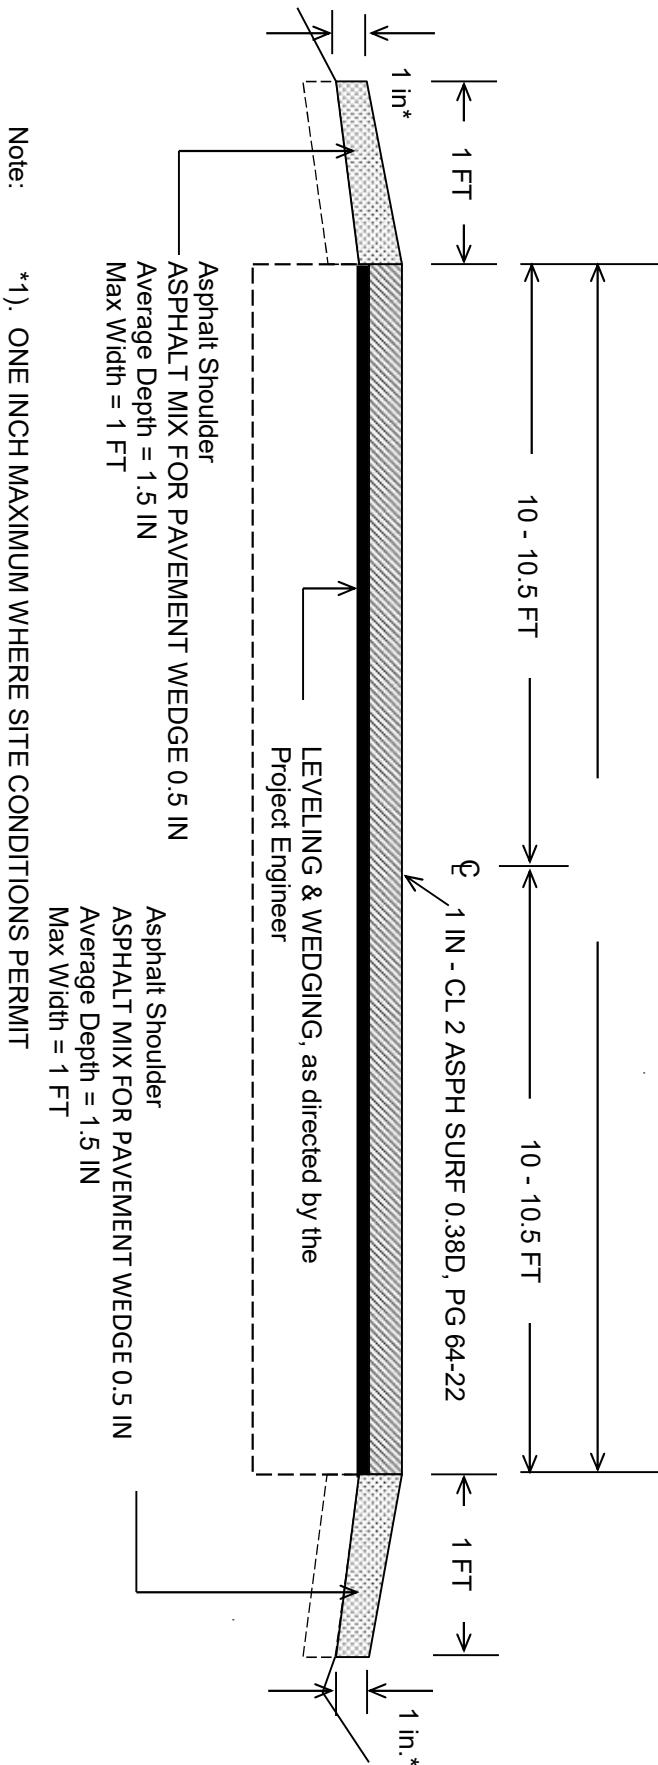 10 - 10.5 FT
10 - 10.5 FT
1 FT
1 FT
℄
1 IN - CL 2 ASPH SURF 0.38D, PG 64-22
1 in*
1 in.*
LEVELING & WEDGING, as directed by the
Project Engineer
Asphalt Shoulder
ASPHALT MIX FOR PAVEMENT WEDGE 0.5 IN
Average Depth = 1.5 IN
Max Width = 1 FT
Asphalt Shoulder
ASPHALT MIX FOR PAVEMENT WEDGE 0.5 IN
Average Depth = 1.5 IN
Max Width = 1 FT
Note: *1). ONE INCH MAXIMUM WHERE SITE CONDITIONS PERMIT